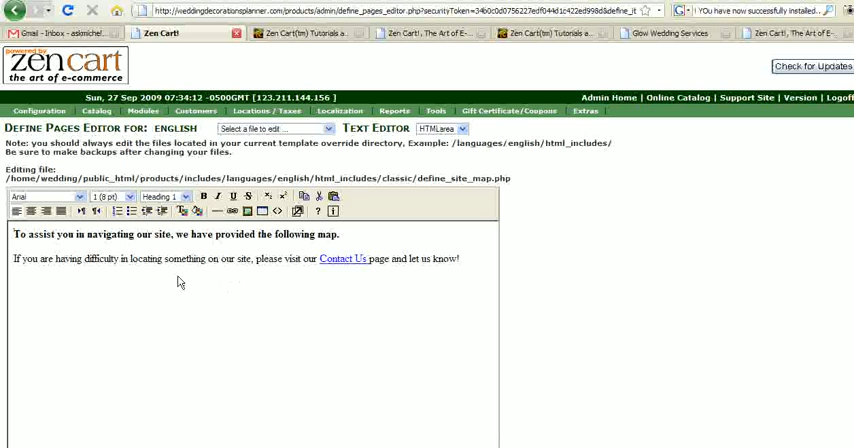 http://weddingdecorationsplanner.com/products/admin/define_pages_editor.php?securityToken=34b0c0d0756227edf044d1c422ed998d&define_it
! YOU have now successfully installed.
Gmail - Inbox - askmichel...
Zen Cart!
Zen Cart(tm) Tutorials a...
Zen Cart!, The Art of E-...
Zen Cart(tm) Tutorials a...
Glow Wedding Services
Zen Cart!, The Art of E-...
powered by
zen cart
the art of e-commerce
Check for Updates
Sun, 27 Sep 2009 07:34:12 -0500GMT [123.211.144.156]
Admin Home | Online Catalog | Support Site | Version | Logoff
Configuration Catalog Modules Customers Locations / Taxes Localization Reports Tools Gift Certificate/Coupons Extras
DEFINE PAGES EDITOR FOR: ENGLISH Select a file to edit ... TEXT EDITOR HTMLarea
Note: you should always edit the files located in your current template override directory, Example: /languages/english/html_includes/
Be sure to make backups after changing your files.
Editing file:
/home/wedding/public_html/products/includes/languages/english/html_includes/classic/define_site_map.php
Arial 1 (8 pt) Heading 1 B I U S
To assist you in navigating our site, we have provided the following map.
If you are having difficulty in locating something on our site, please visit our Contact Us page and let us know!